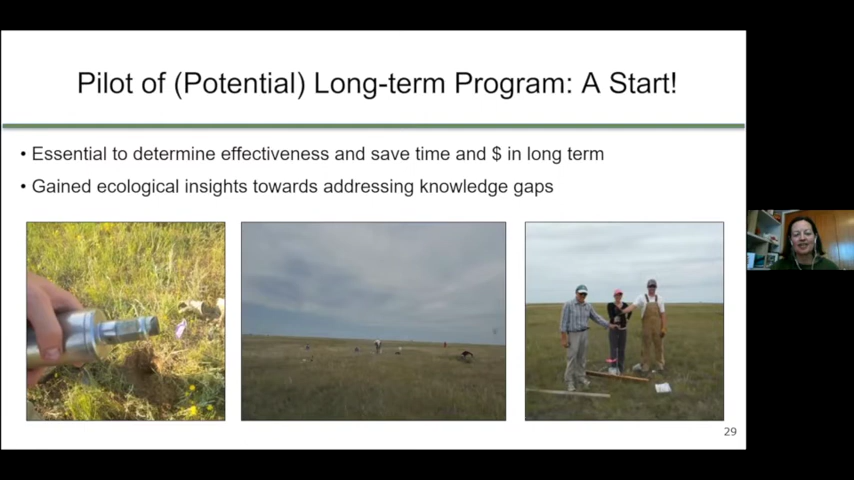 Pilot of (Potential) Long-term Program: A Start!
• Essential to determine effectiveness and save time and $ in long term
• Gained ecological insights towards addressing knowledge gaps
29